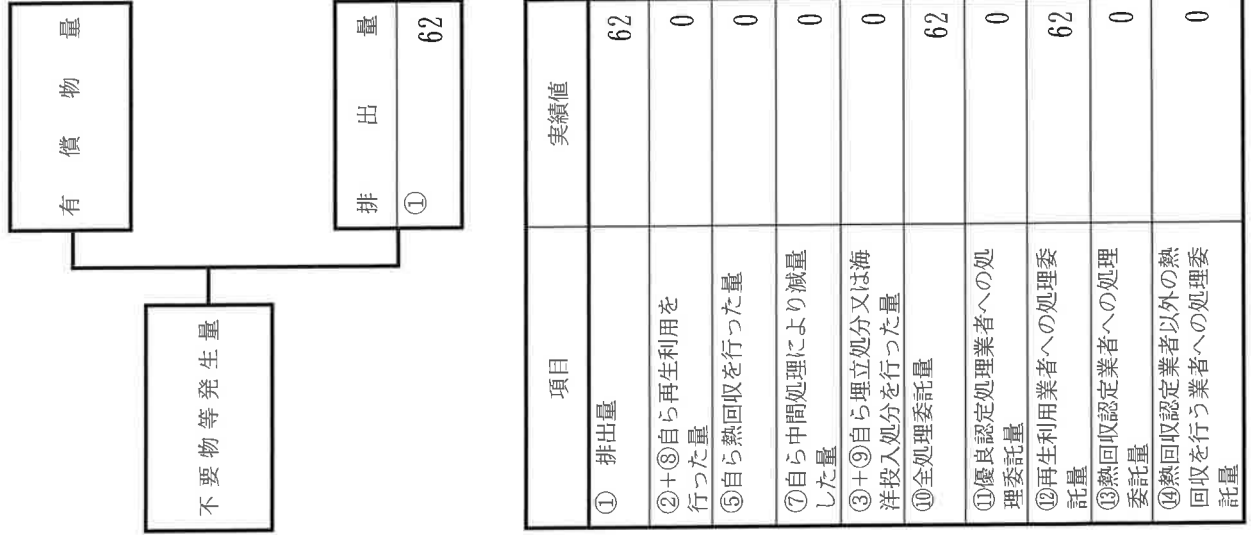 不要物等発生量
有償物量
排出量
① 62
項目 実績値
① 排出量 62
②+⑧自ら再生利用を
行った量 0
⑤自ら熱回収を行った量 0
⑦自ら中間処理により減量
した量 0
③+⑨自ら埋立処分又は海
洋投入処分を行った量 0
⑩全処理委託量 62
⑪優良認定処理業者への処
理委託量 0
⑫再生利用業者への処理委
託量 62
⑬熱回収認定業者への処理
委託量 0
⑭熱回収認定業者以外の熱
回収を行う業者への処理委
託量 0